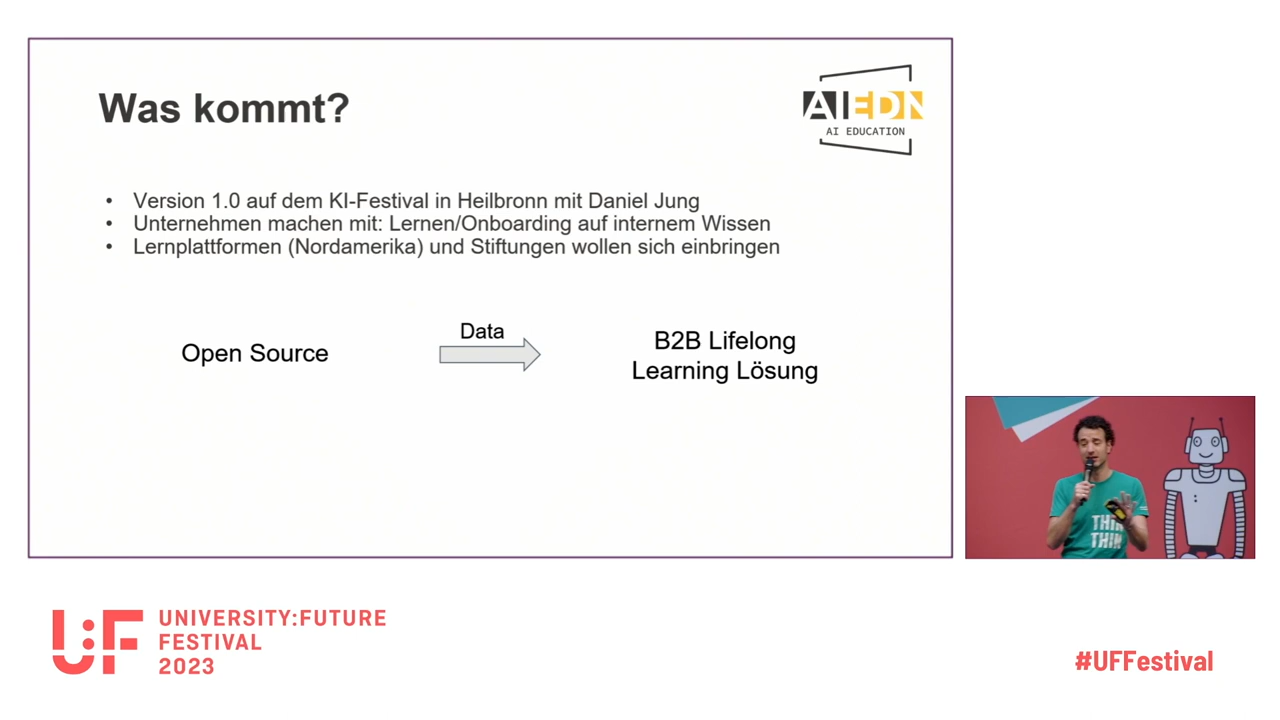 Was kommt?
AIEDN
AI EDUCATION
• Version 1.0 auf dem KI-Festival in Heilbronn mit Daniel Jung
• Unternehmen machen mit: Lernen/Onboarding auf internem Wissen
• Lernplattformen (Nordamerika) und Stiftungen wollen sich einbringen
Open Source
Data
B2B Lifelong
Learning Lösung
U:F
UNIVERSITY:FUTURE
FESTIVAL
2023
#UFFestival